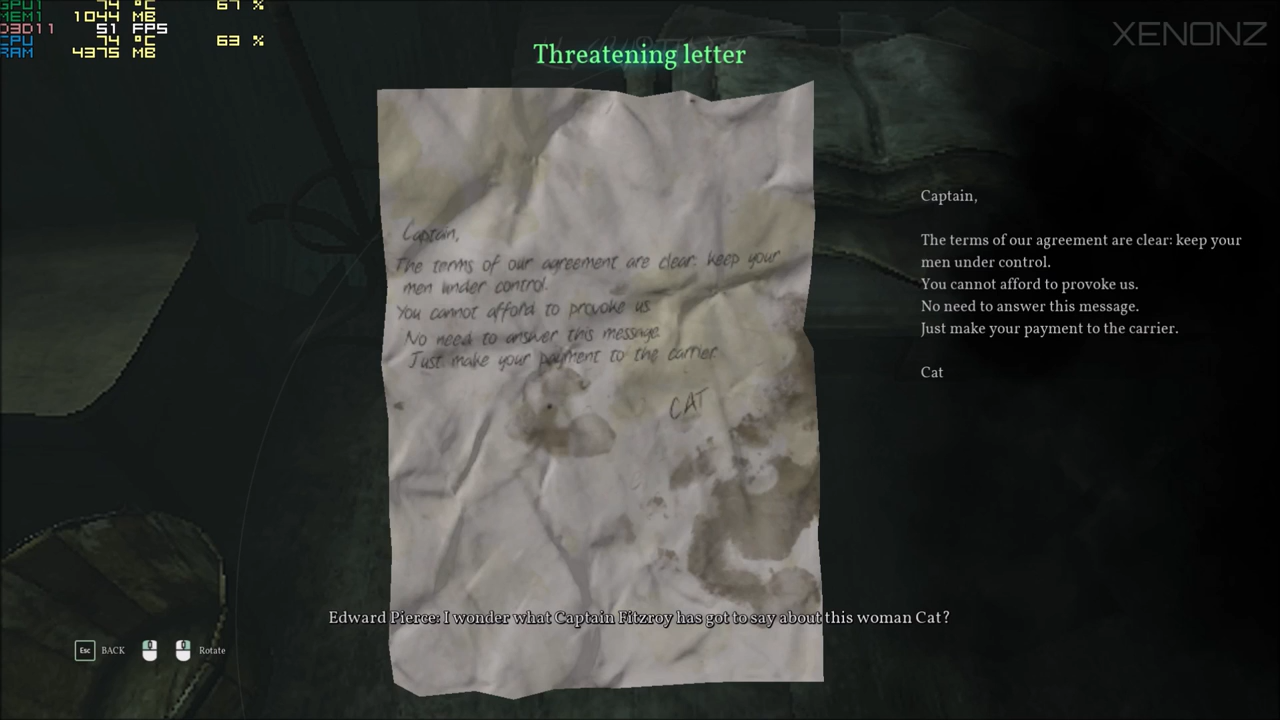 GPU1 74 °C 67 %
MEM1 1044 MB
D3D11 51 FPS
CPU 74 °C 63 %
RAM 4375 MB
XENONZ
Threatening letter
Captain,
The terms of our agreement are clear: keep your
men under control.
You cannot afford to provoke us
No need to answer this message.
Just make your payment to the carrier.
CAT
Captain,
The terms of our agreement are clear: keep your
men under control.
You cannot afford to provoke us.
No need to answer this message.
Just make your payment to the carrier.
Cat
Edward Pierce: I wonder what Captain Fitzroy has got to say about this woman Cat?
Esc BACK Rotate